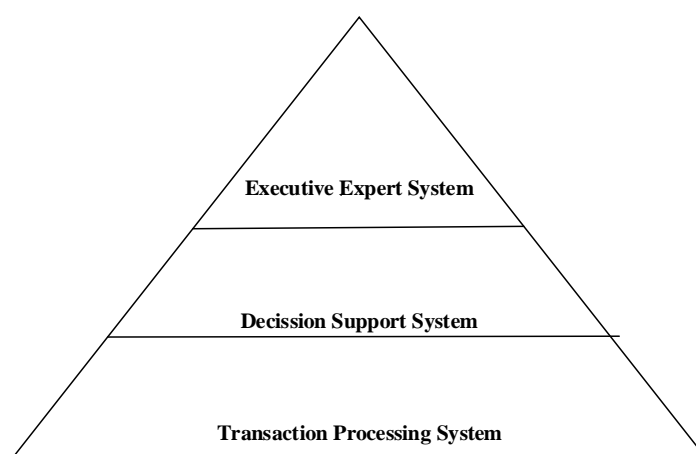 Executive Expert System
Decission Support System
Transaction Processing System